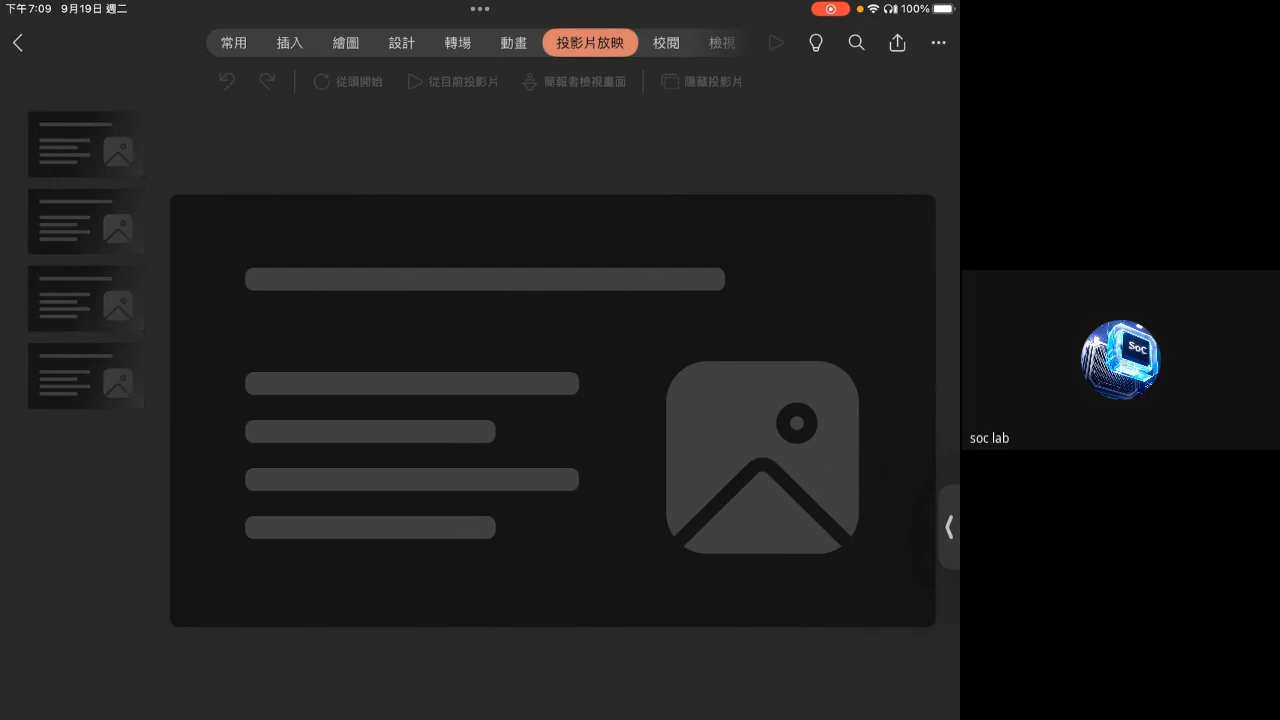 下午7:09 9月19日 週二
100%
常用 插入 繪圖 設計 轉場 動畫 投影片放映 校閱 檢視
從頭開始 從目前投影片 簡報者檢視畫面 隱藏投影片
SoC
soc lab